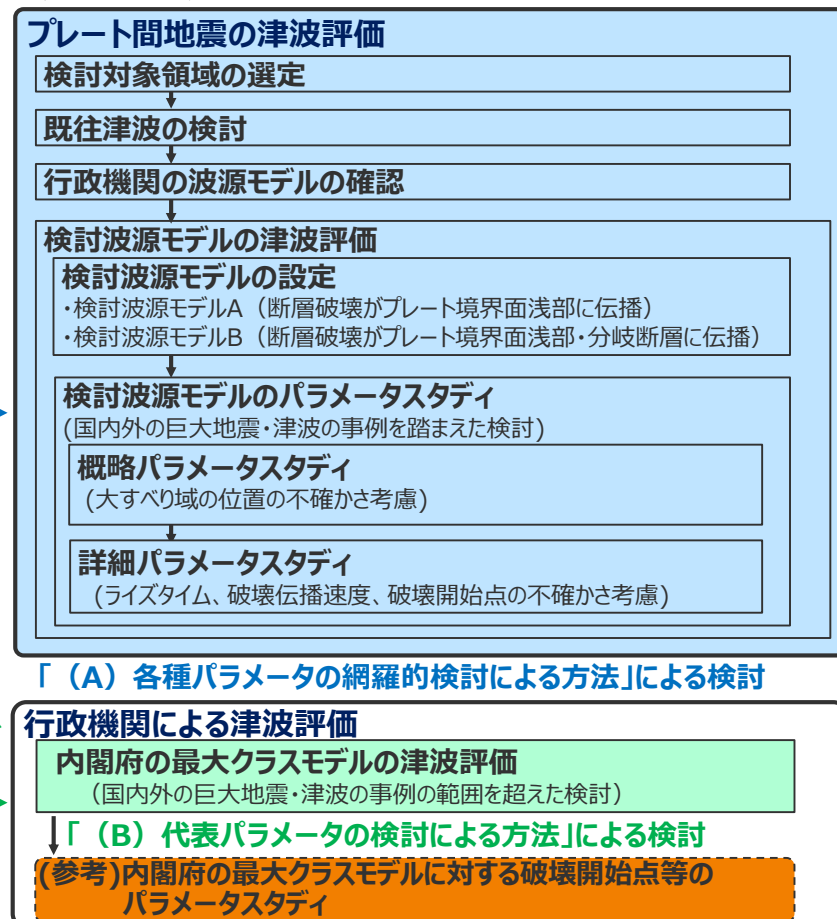 プレート間地震の津波評価
検討対象領域の選定
既往津波の検討
行政機関の波源モデルの確認
検討波源モデルの津波評価
検討波源モデルの設定
・検討波源モデルA（断層破壊がプレート境界面浅部に伝播）
・検討波源モデルB（断層破壊がプレート境界面浅部・分岐断層に伝播）
検討波源モデルのパラメータスタディ
(国内外の巨大地震・津波の事例を踏まえた検討)
概略パラメータスタディ
(大すべり域の位置の不確かさ考慮)
詳細パラメータスタディ
(ライズタイム、破壊伝播速度、破壊開始点の不確かさ考慮)
「（A）各種パラメータの網羅的検討による方法」による検討
行政機関による津波評価
内閣府の最大クラスモデルの津波評価
（国内外の巨大地震・津波の事例の範囲を超えた検討）
「（B）代表パラメータの検討による方法」による検討
(参考)内閣府の最大クラスモデルに対する破壊開始点等の
パラメータスタディ